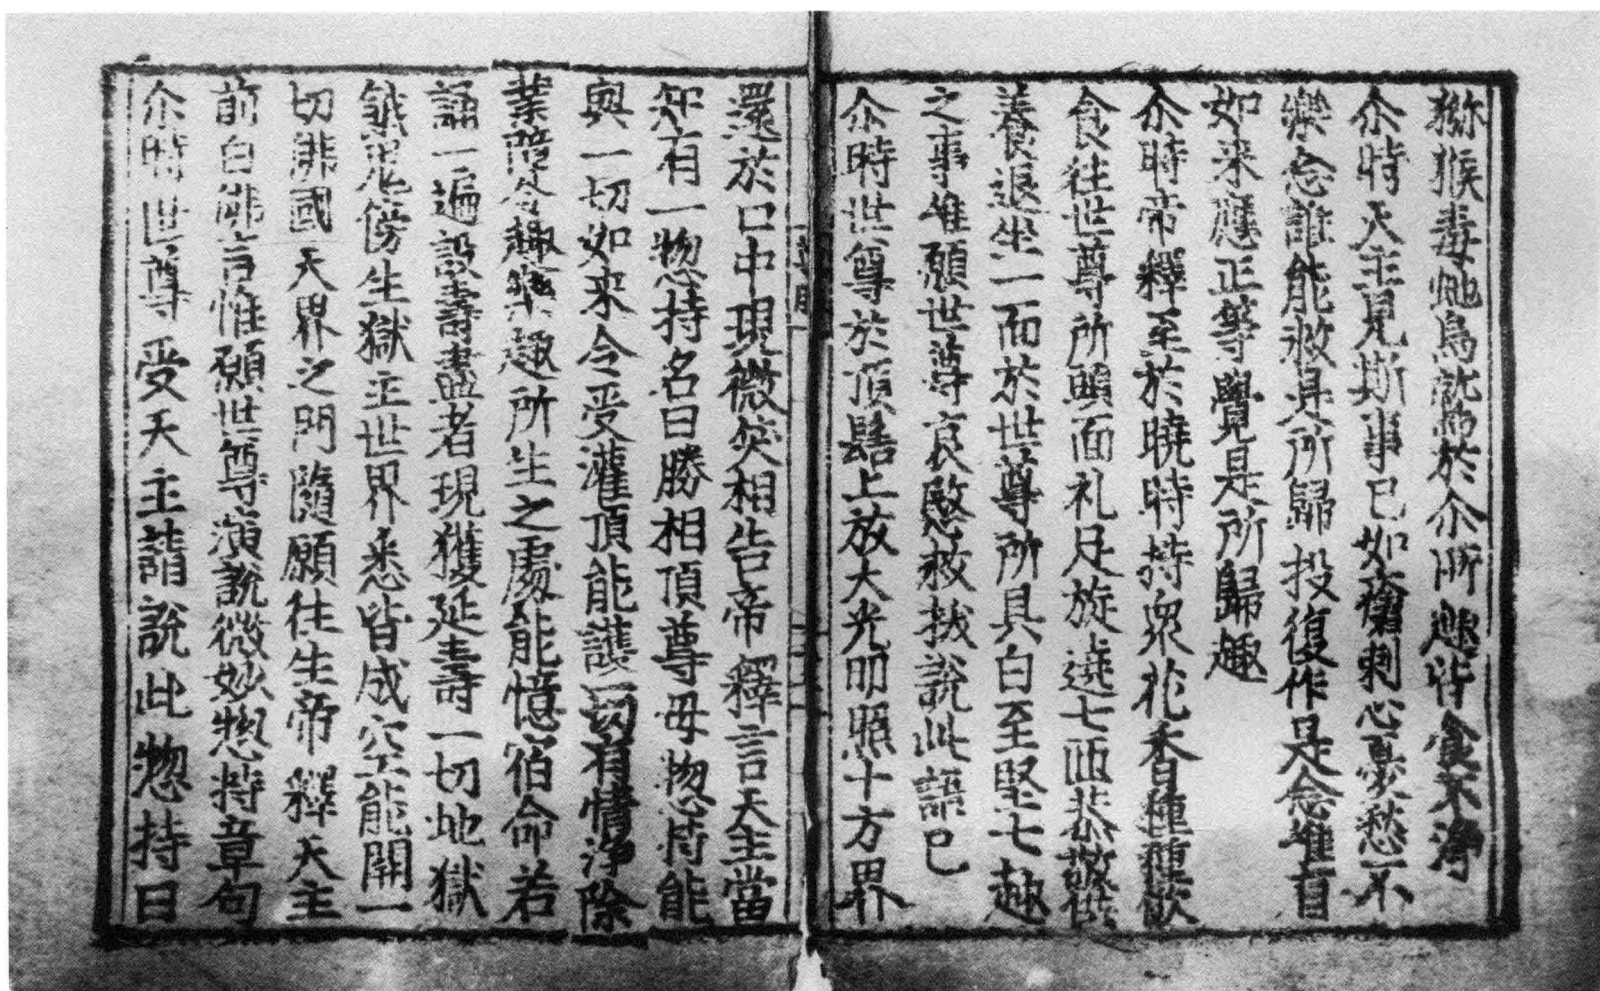 猕猴毒虵烏鷲於尒所趣皆食不淨
尒時天主見斯事已如䂎刺心憂愁不
樂念誰能救是所歸投復作是念唯有
如来應正等覺是所歸趣
尒時帝釋至於曉時持衆花香種種飲
食往世尊所頭面礼足旋遶七匝恭敬供
養退坐一面於世尊所具白至堅七趣
之事唯願世尊哀愍救拔說此語已
尒時世尊於頂髻上放大光明照十方界
還於口中現微笑相告帝釋言天主當
知有一惣持名曰勝相頂尊母惣持能
與一切如来令受灌頂能護一切有情淨除
業障令趣樂趣所生之處能憶宿命若
誦一遍設壽盡者現獲延壽一切地獄
餓鬼傍生獄主世界悉皆成空能開一
切佛國天界之門隨願往生帝釋天主
前白佛言惟願世尊演說微妙惣持章句
尒時世尊受天主請說此惣持曰